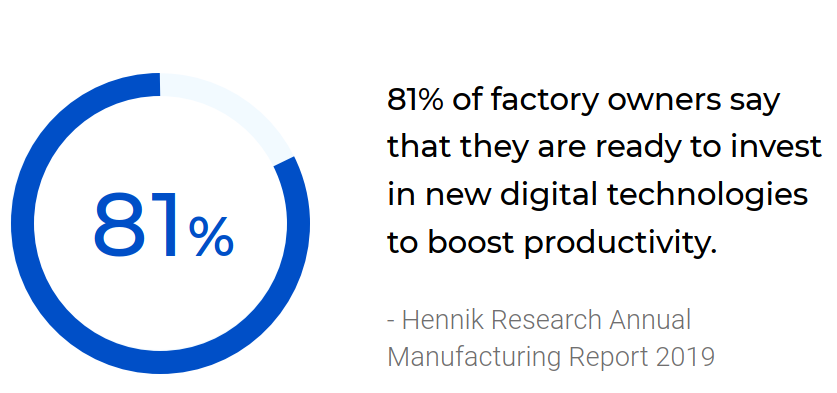 81%
81% of factory owners say
that they are ready to invest
in new digital technologies
to boost productivity.
- Hennik Research Annual
Manufacturing Report 2019